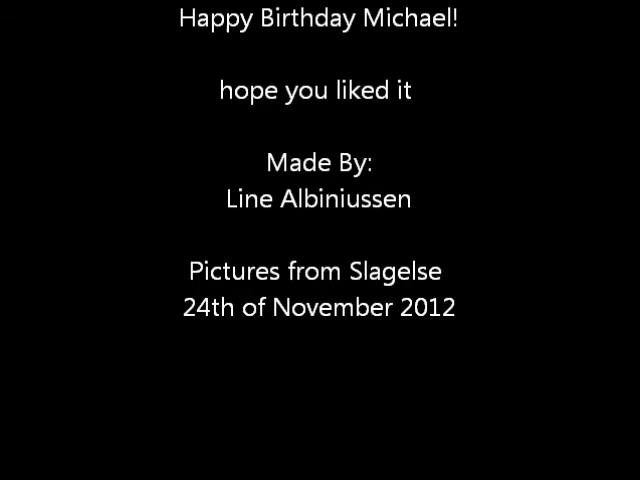 Happy Birthday Michael!
hope you liked it
Made By:
Line Albiniussen
Pictures from Slagelse
24th of November 2012